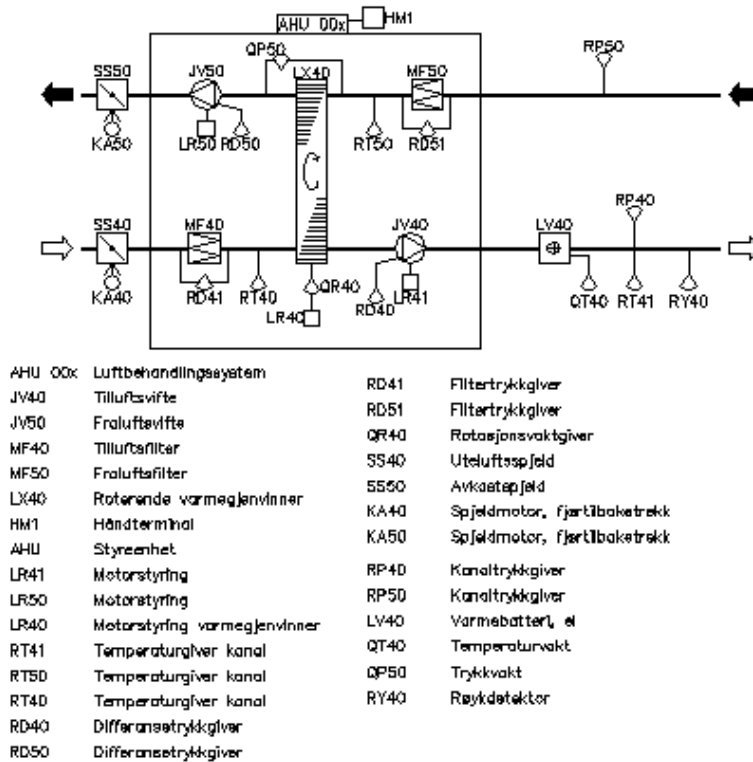 AHU 00x
HM1
QP50
RP50
SS50
JV50
LX40
MF50
KA50
LR50
RD50
RT50
RD51
RP40
SS40
MF40
JV40
LV40
KA40
RD41
RT40
QR40
RD40
LR41
LR40
QT40
RT41
RY40
AHU 00x Luftbehandlingssystem
JV40 Tilluftsvifte
JV50 Fraluftsvifte
MF40 Tilluftsfilter
MF50 Fraluftsfilter
LX40 Roterende varmegjenvinner
HM1 Håndterminal
AHU Styreenhet
LR41 Motorstyring
LR50 Motorstyring
LR40 Motorstyring varmegjenvinner
RT41 Temperaturgiver kanal
RT50 Temperaturgiver kanal
RT40 Temperaturgiver kanal
RD40 Differansetrykkgiver
RD50 Differansetrykkgiver
RD41 Filtertrykkgiver
RD51 Filtertrykkgiver
QR40 Rotasjonsvaktgiver
SS40 Uteluftsspjeld
SS50 Avkastspjeld
KA40 Spjeldmotor, fjærtilbaketrekk
KA50 Spjeldmotor, fjærtilbaketrekk
RP40 Kanaltrykkgiver
RP50 Kanaltrykkgiver
LV40 Varmebatteri, el
QT40 Temperaturvakt
QP50 Trykkvakt
RY40 Røykdetektor